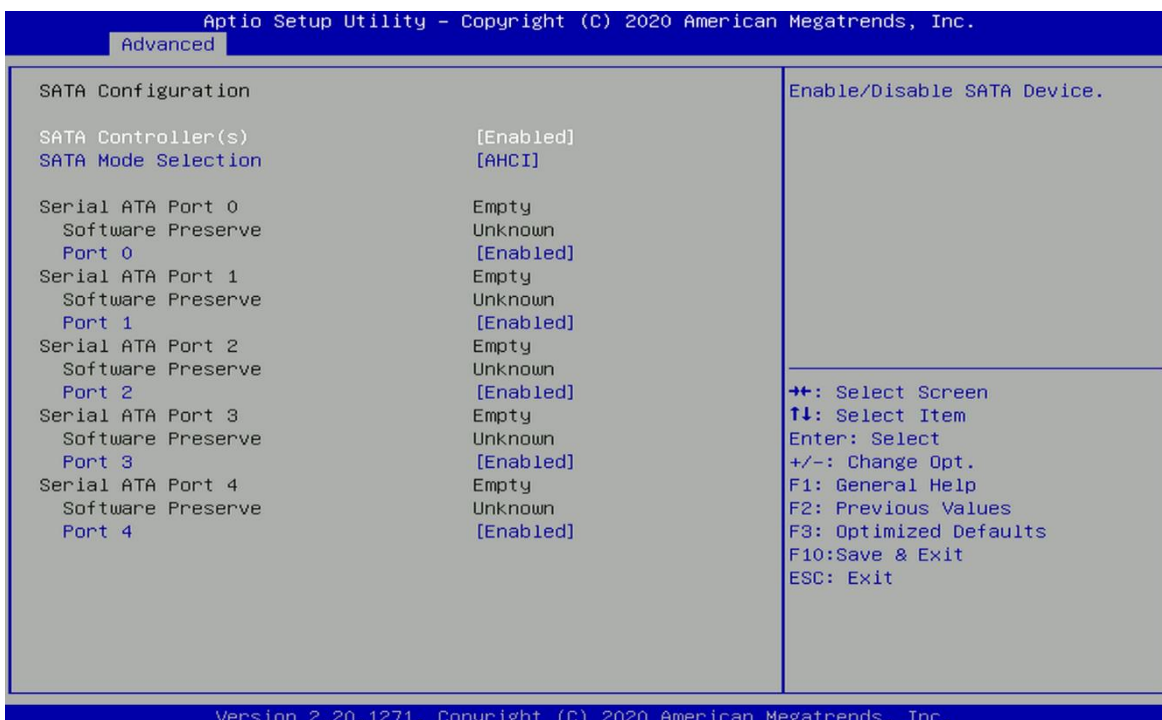 Aptio Setup Utility – Copyright (C) 2020 American Megatrends, Inc.
Advanced
SATA Configuration
SATA Controller(s) [Enabled]
SATA Mode Selection [AHCI]
Serial ATA Port 0 Empty
Software Preserve Unknown
Port 0 [Enabled]
Serial ATA Port 1 Empty
Software Preserve Unknown
Port 1 [Enabled]
Serial ATA Port 2 Empty
Software Preserve Unknown
Port 2 [Enabled]
Serial ATA Port 3 Empty
Software Preserve Unknown
Port 3 [Enabled]
Serial ATA Port 4 Empty
Software Preserve Unknown
Port 4 [Enabled]
Enable/Disable SATA Device.
→←: Select Screen
↑↓: Select Item
Enter: Select
+/-: Change Opt.
F1: General Help
F2: Previous Values
F3: Optimized Defaults
F10:Save & Exit
ESC: Exit
Version 2.20.1271. Copyright (C) 2020 American Megatrends, Inc.